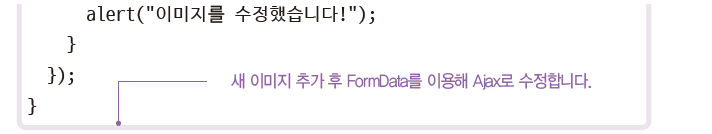 alert("이미지를 수정했습니다!");
}
});
새 이미지 추가 후 FormData를 이용해 Ajax로 수정합니다.
}